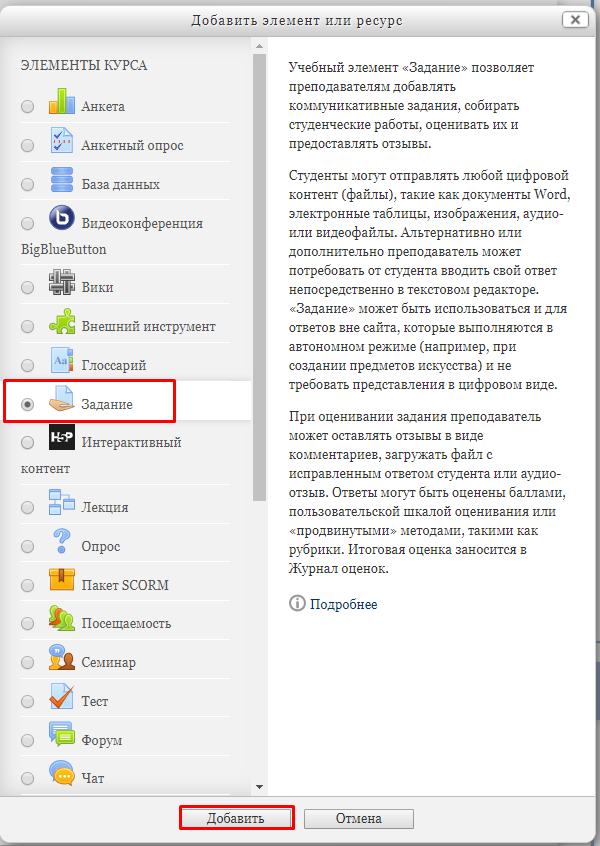 Добавить элемент или ресурс
ЭЛЕМЕНТЫ КУРСА
Анкета
Анкетный опрос
База данных
Видеоконференция
BigBlueButton
Вики
Внешний инструмент
Глоссарий
Задание
H5P
Интерактивный
контент
Лекция
Опрос
Пакет SCORM
Посещаемость
Семинар
Тест
Форум
Чат
Учебный элемент «Задание» позволяет
преподавателям добавлять
коммуникативные задания, собирать
студенческие работы, оценивать их и
предоставлять отзывы.
Студенты могут отправлять любой цифровой
контент (файлы), такие как документы Word,
электронные таблицы, изображения, аудио-
или видеофайлы. Альтернативно или
дополнительно преподаватель может
потребовать от студента вводить свой ответ
непосредственно в текстовом редакторе.
«Задание» может быть использоваться и для
ответов вне сайта, которые выполняются в
автономном режиме (например, при
создании предметов искусства) и не
требовать представления в цифровом виде.
При оценивании задания преподаватель
может оставлять отзывы в виде
комментариев, загружать файл с
исправленным ответом студента или аудио-
отзыв. Ответы могут быть оценены баллами,
пользовательской шкалой оценивания или
«продвинутыми» методами, такими как
рубрики. Итоговая оценка заносится в
Журнал оценок.
Подробнее
Добавить
Отмена